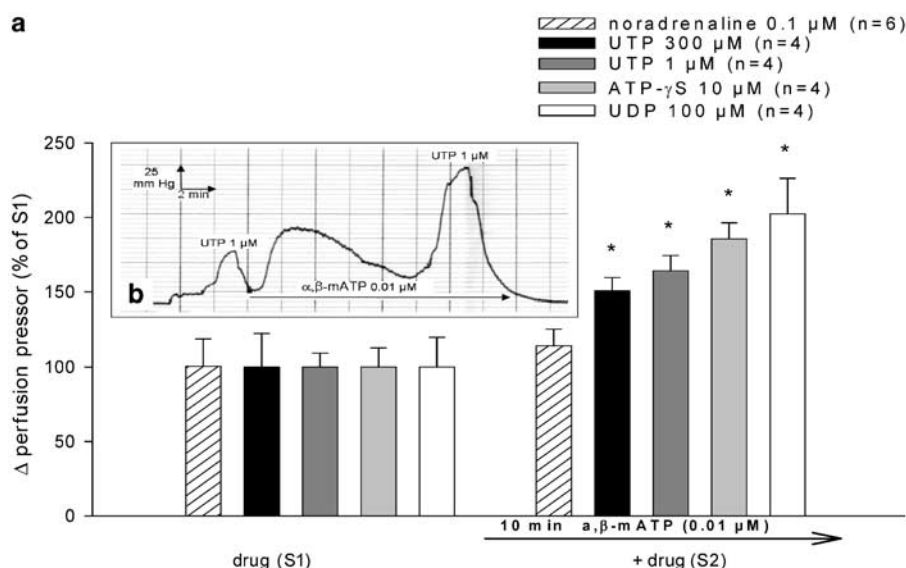 a
noradrenaline 0.1 µM (n=6)
UTP 300 µM (n=4)
UTP 1 µM (n=4)
ATP-γS 10 µM (n=4)
UDP 100 µM (n=4)
Δ perfusion pressor (% of S1)
250
200
150
100
50
0
25
mm Hg
2 min
UTP 1 µM
UTP 1 µM
b
α,β-mATP 0.01 µM
*
*
*
*
10 min a,β-mATP (0.01 µM)
drug (S1)
+ drug (S2)